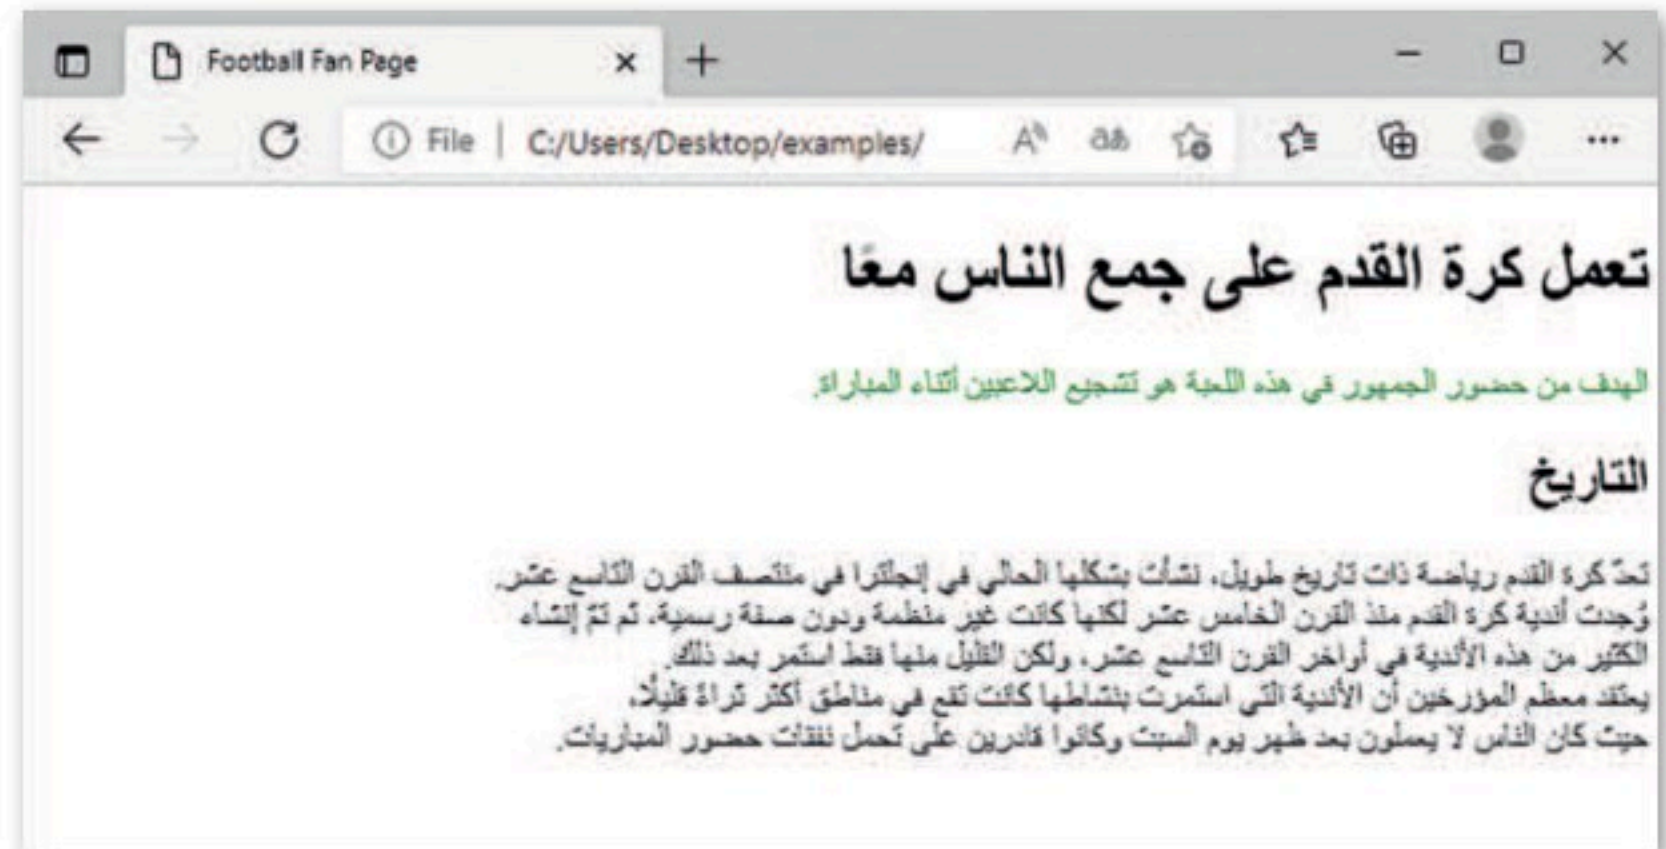 Football Fan Page
File | C:/Users/Desktop/examples/
تعمل كرة القدم على جمع الناس معًا
الهدف من حضور الجمهور في هذه اللعبة هو تشجيع اللاعبين أثناء المباراة.
التاريخ
تعدّ كرة القدم رياضة ذات تاريخ طويل، نشأت بشكلها الحالي في إنجلترا في منتصف القرن التاسع عشر.
وُجدت أندية كرة القدم منذ القرن الخامس عشر لكنها كانت غير منظمة ودون صفة رسمية، ثم تمّ إنشاء
الكثير من هذه الأندية في أواخر القرن التاسع عشر، ولكن القليل منها فقط استمر بعد ذلك.
يعتقد معظم المؤرخين أن الأندية التي استمرت بنشاطها كانت تقع في مناطق أكثر ثراءً قليلًا،
حيث كان الناس لا يعملون بعد ظهر يوم السبت وكانوا قادرين على تحمل نفقات حضور المباريات.